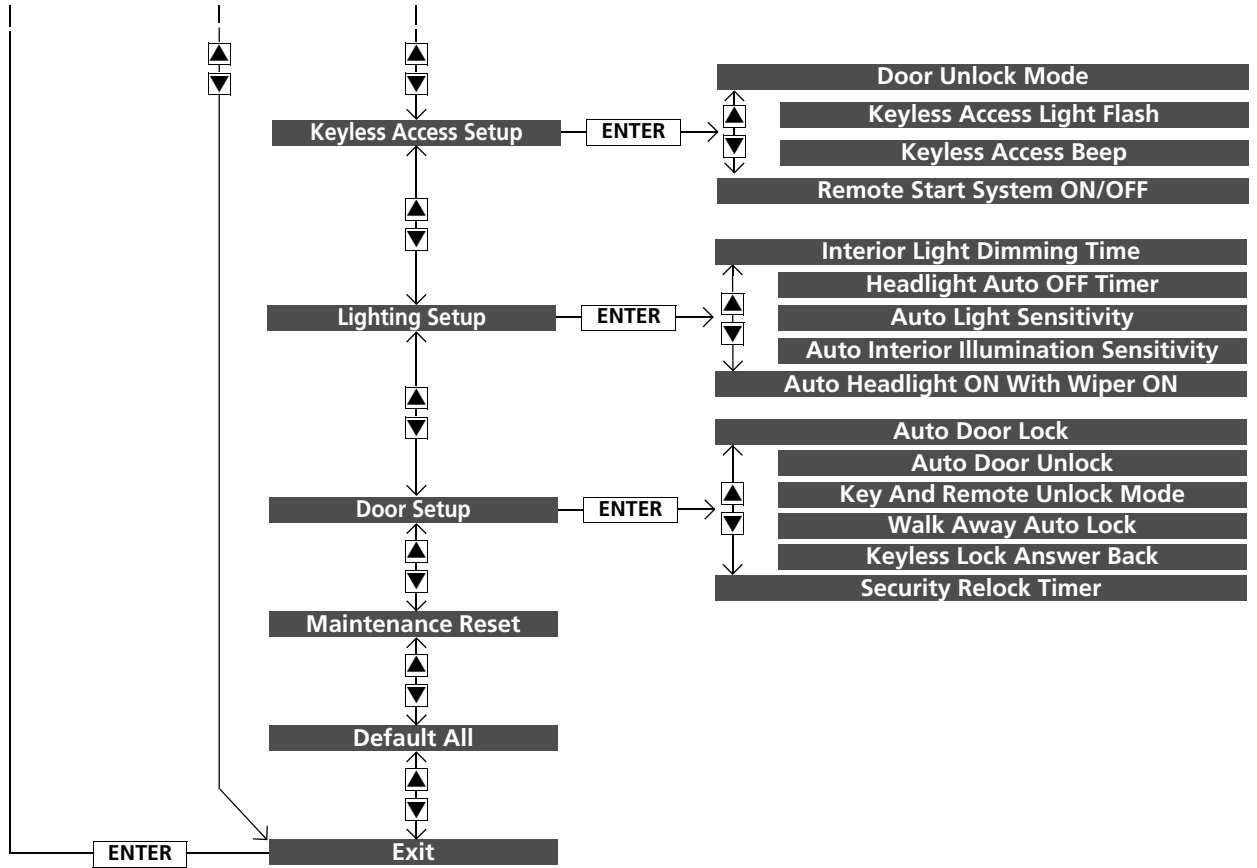 Door Unlock Mode
Keyless Access Light Flash
Keyless Access Setup
ENTER
Keyless Access Beep
Remote Start System ON/OFF
Interior Light Dimming Time
Headlight Auto OFF Timer
Lighting Setup
ENTER
Auto Light Sensitivity
Auto Interior Illumination Sensitivity
Auto Headlight ON With Wiper ON
Auto Door Lock
Auto Door Unlock
Key And Remote Unlock Mode
Door Setup
ENTER
Walk Away Auto Lock
Keyless Lock Answer Back
Security Relock Timer
Maintenance Reset
Default All
ENTER
Exit